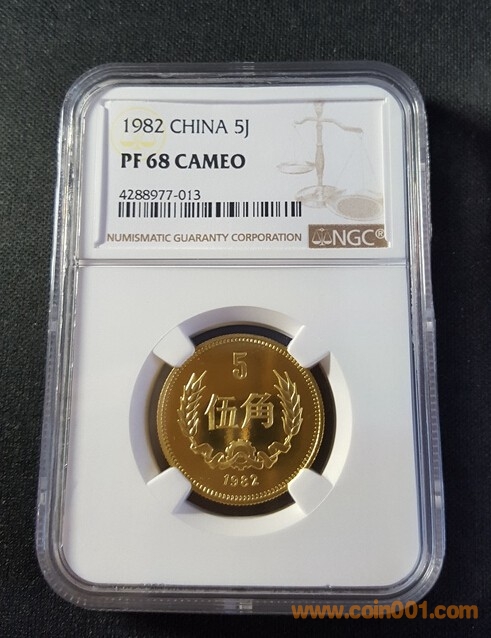 1982 CHINA 5J
PF 68 CAMEO
4288977-013
NUMISMATIC GUARANTY CORPORATION NGC®
5
伍角
1982
www.coin001.com